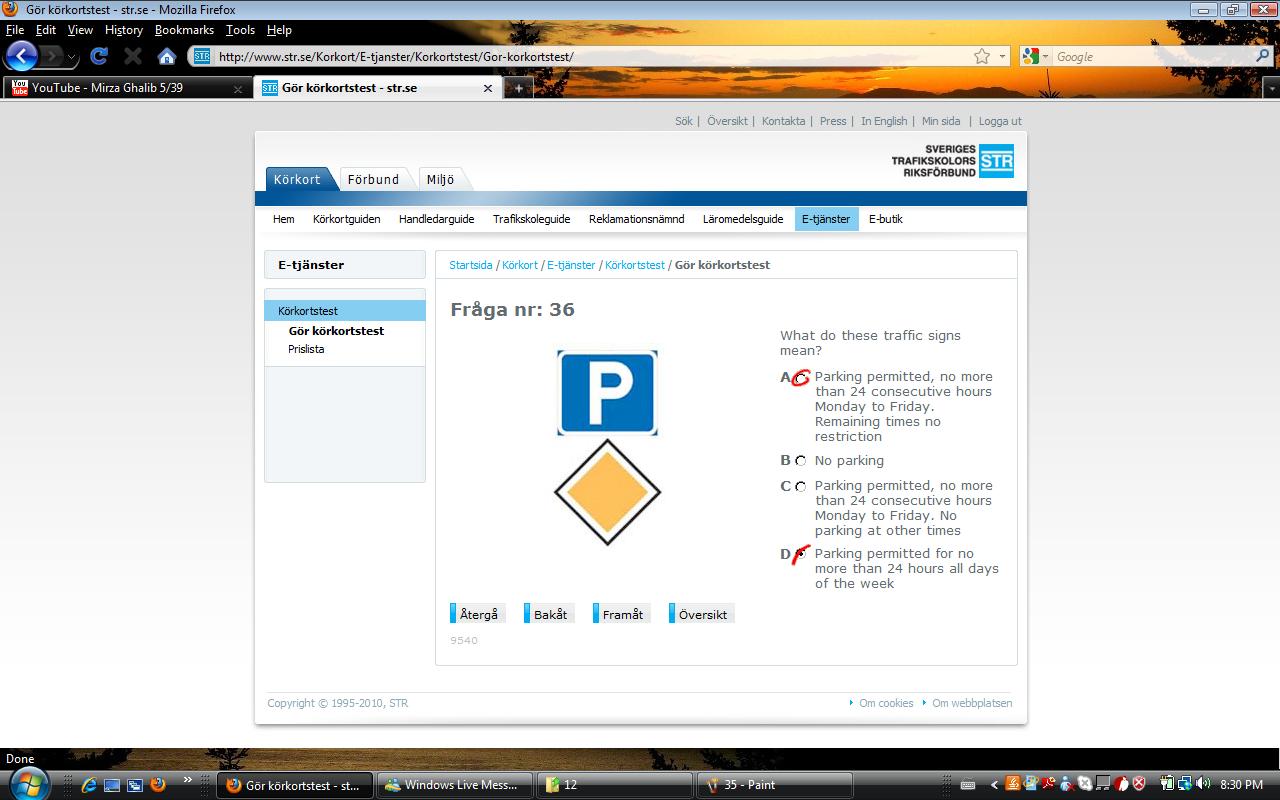 Gör körkortstest - str.se - Mozilla Firefox
File Edit View History Bookmarks Tools Help
STR http://www.str.se/Korkort/E-tjanster/Korkortstest/Gor-korkortstest/ Google
You Tube YouTube - Mirza Ghalib 5/39 STR Gör körkortstest - str.se
Sök | Översikt | Kontakta | Press | In English | Min sida | Logga ut
SVERIGES
TRAFIKSKOLORS
RIKSFÖRBUND
STR
Körkort Förbund Miljö
Hem Körkortguiden Handledarguide Trafikskoleguide Reklamationsnämnd Läromedelsguide E-tjänster E-butik
E-tjänster
Körkortstest
Gör körkortstest
Prislista
Startsida / Körkort / E-tjänster / Körkortstest / Gör körkortstest
Fråga nr: 36
P
What do these traffic signs
mean?
A Parking permitted, no more
than 24 consecutive hours
Monday to Friday.
Remaining times no
restriction
B No parking
C Parking permitted, no more
than 24 consecutive hours
Monday to Friday. No
parking at other times
D Parking permitted for no
more than 24 hours all days
of the week
Återgå Bakåt Framåt Översikt
9540
Copyright © 1995-2010, STR Om cookies Om webbplatsen
Done
Gör körkortstest - st... Windows Live Mess... 12 35 - Paint 8:30 PM